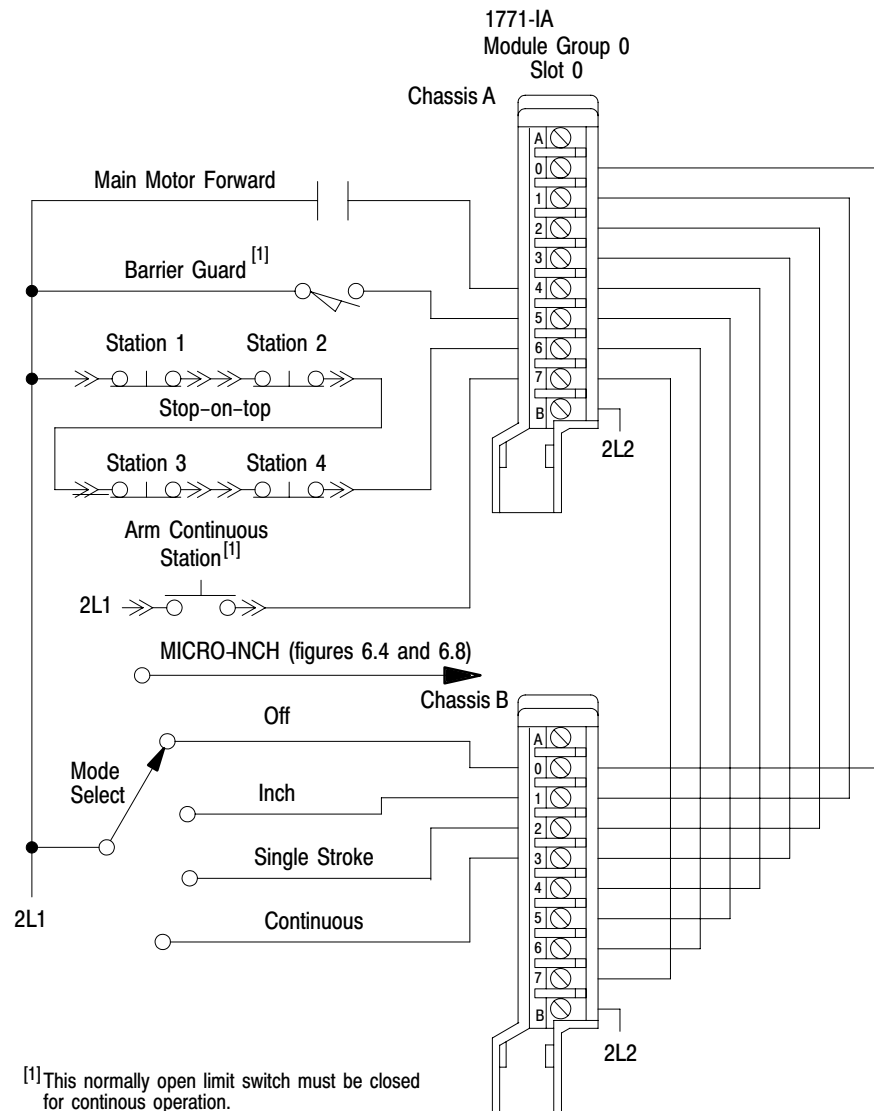 1771-IA
Module Group 0
Slot 0
Chassis A
A
0
1
2
3
4
5
6
7
B
2L2
Main Motor Forward
Barrier Guard [1]
Station 1 Station 2
Stop-on-top
Station 3 Station 4
Arm Continuous
Station [1]
2L1
MICRO-INCH (figures 6.4 and 6.8)
Chassis B
Off
Mode
Select
Inch
Single Stroke
Continuous
2L1
A
0
1
2
3
4
5
6
7
B
2L2
[1] This normally open limit switch must be closed
for continous operation.